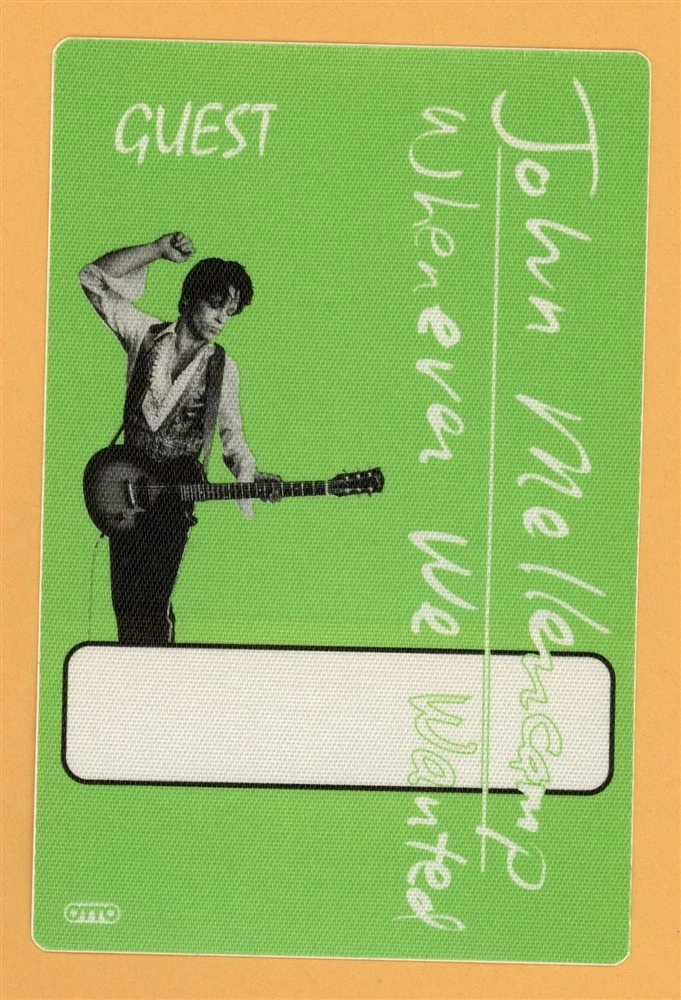 GUEST
John Mellencamp
Whenever We Wanted
OTTO